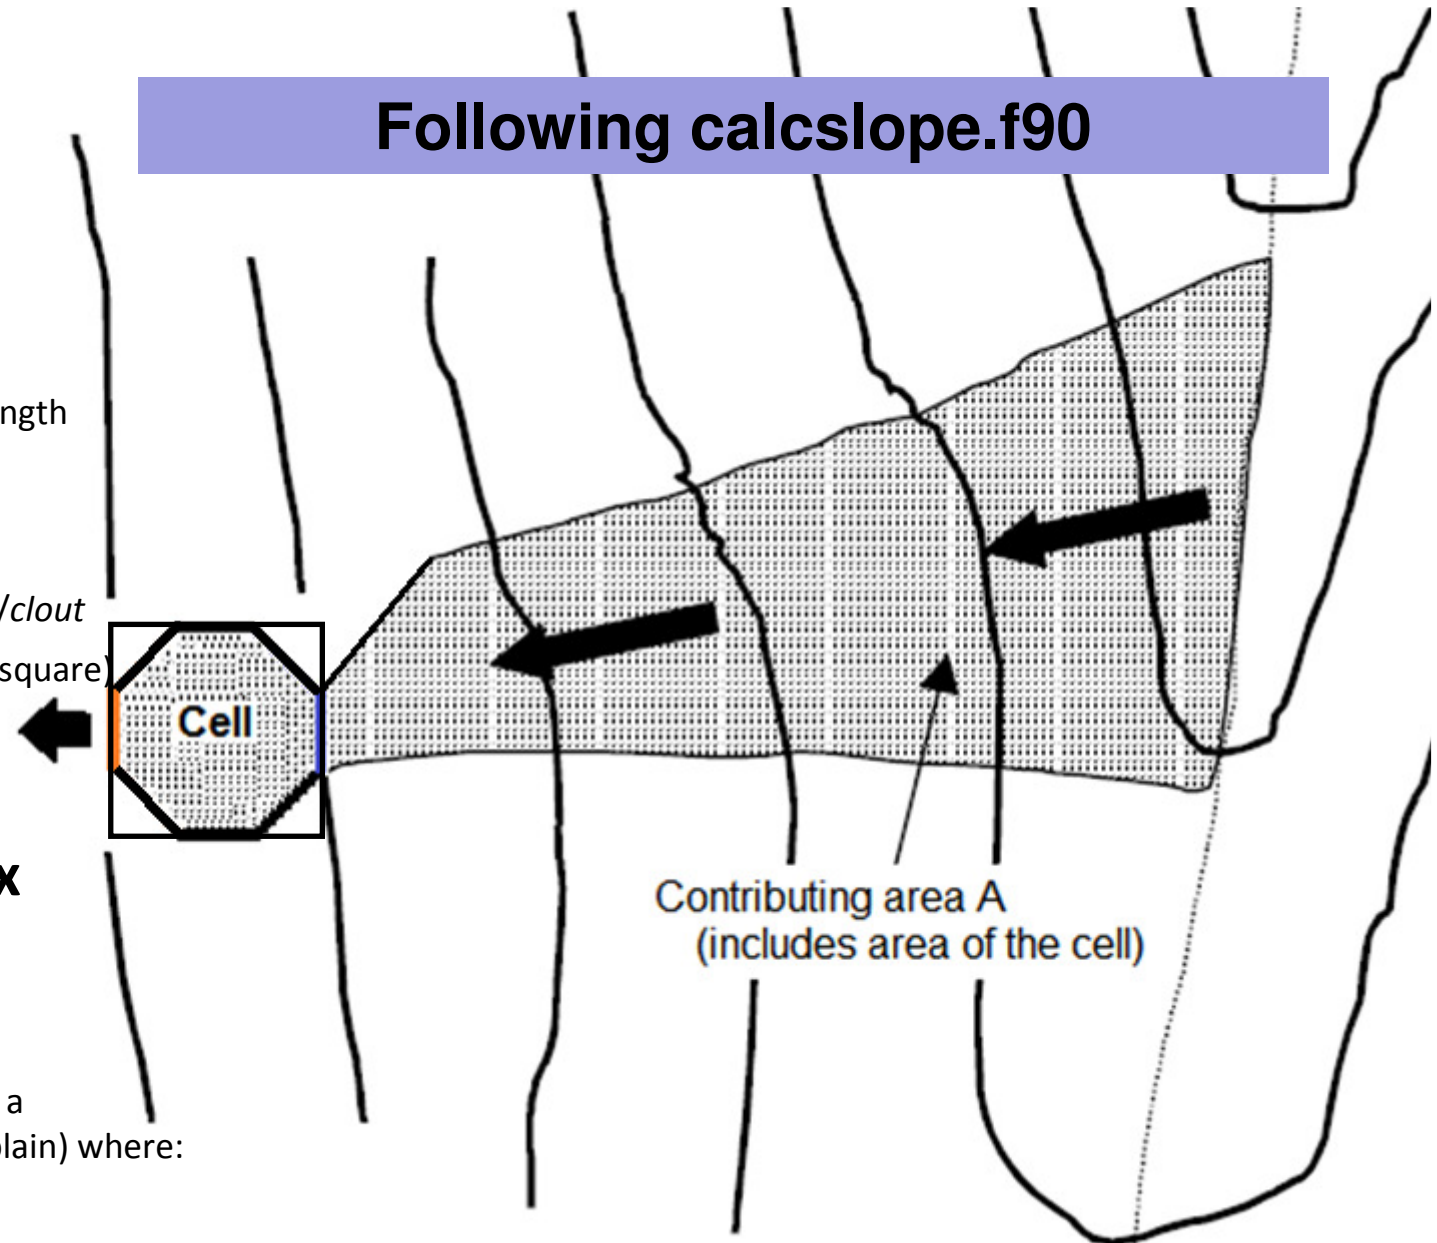 Following calcslope.f90
ngth
/clout
square)
Cell
x
Contributing area A
(includes area of the cell)
a
plain) where: